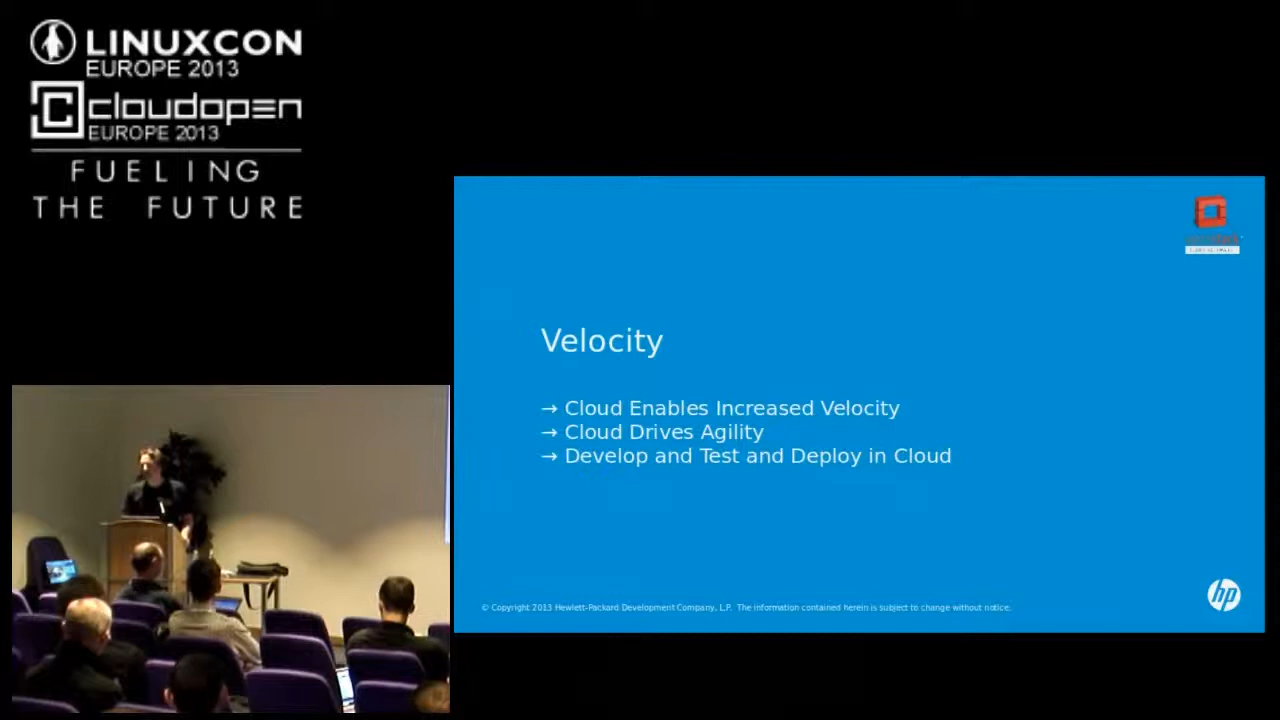 LINUXCON
EUROPE 2013
cloudopen
EUROPE 2013
FUELING
THE FUTURE
Velocity
→ Cloud Enables Increased Velocity
→ Cloud Drives Agility
→ Develop and Test and Deploy in Cloud
© Copyright 2013 Hewlett-Packard Development Company, L.P. The information contained herein is subject to change without notice.
hp